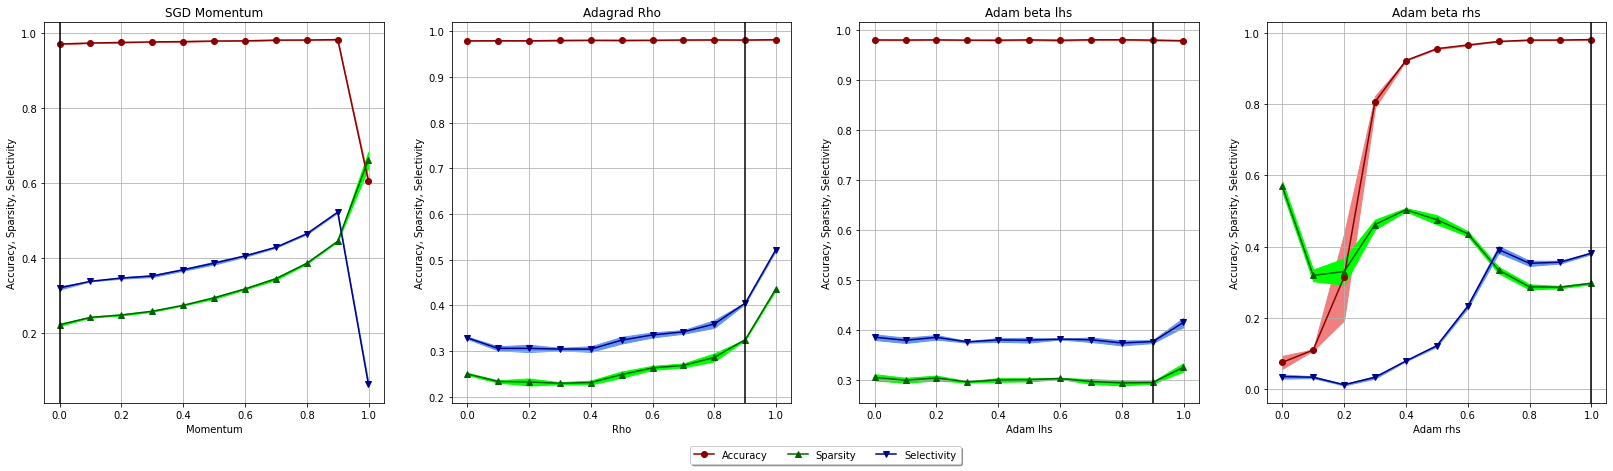 SGD Momentum
Accuracy, Sparsity, Selectivity
1.0
0.8
0.6
0.4
0.2
0.0 0.2 0.4 0.6 0.8 1.0
Momentum
Adagrad Rho
Accuracy, Sparsity, Selectivity
1.0
0.9
0.8
0.7
0.6
0.5
0.4
0.3
0.2
0.0 0.2 0.4 0.6 0.8 1.0
Rho
Adam beta lhs
Accuracy, Sparsity, Selectivity
1.0
0.9
0.8
0.7
0.6
0.5
0.4
0.3
0.0 0.2 0.4 0.6 0.8 1.0
Adam lhs
Adam beta rhs
Accuracy, Sparsity, Selectivity
1.0
0.8
0.6
0.4
0.2
0.0
0.0 0.2 0.4 0.6 0.8 1.0
Adam rhs
Accuracy Sparsity Selectivity